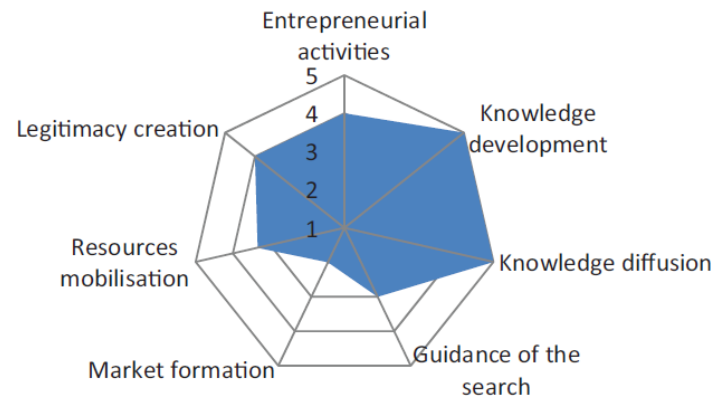 Entrepreneurial
activities
5
4
3
2
1
Knowledge
development
Knowledge diffusion
Guidance of the
search
Market formation
Resources
mobilisation
Legitimacy creation